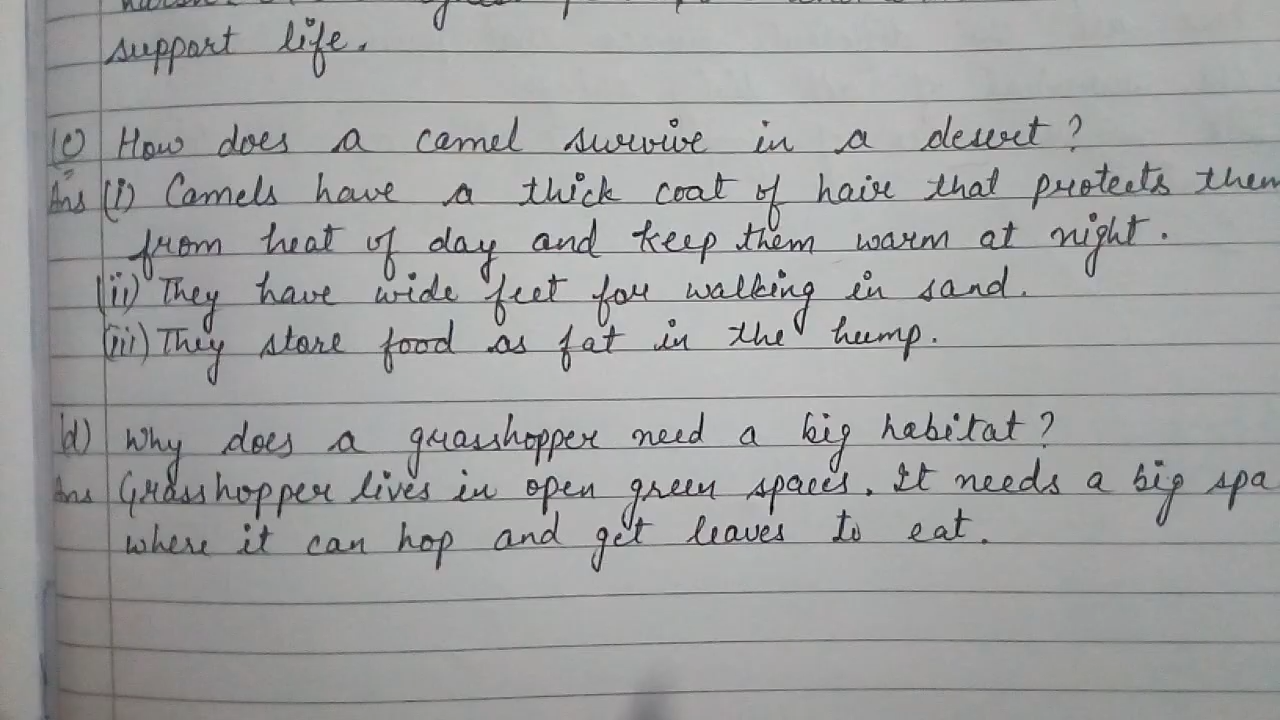 support life.
(c) How does a camel survive in a desert?
Ans (i) Camels have a thick coat of hair that protects them
from heat of day and keep them warm at night.
(ii) They have wide feet for walking in sand.
(iii) They store food as fat in the hump.
(d) Why does a grasshopper need a big habitat?
Ans Grasshopper lives in open green spaces. It needs a big spa
where it can hop and get leaves to eat.